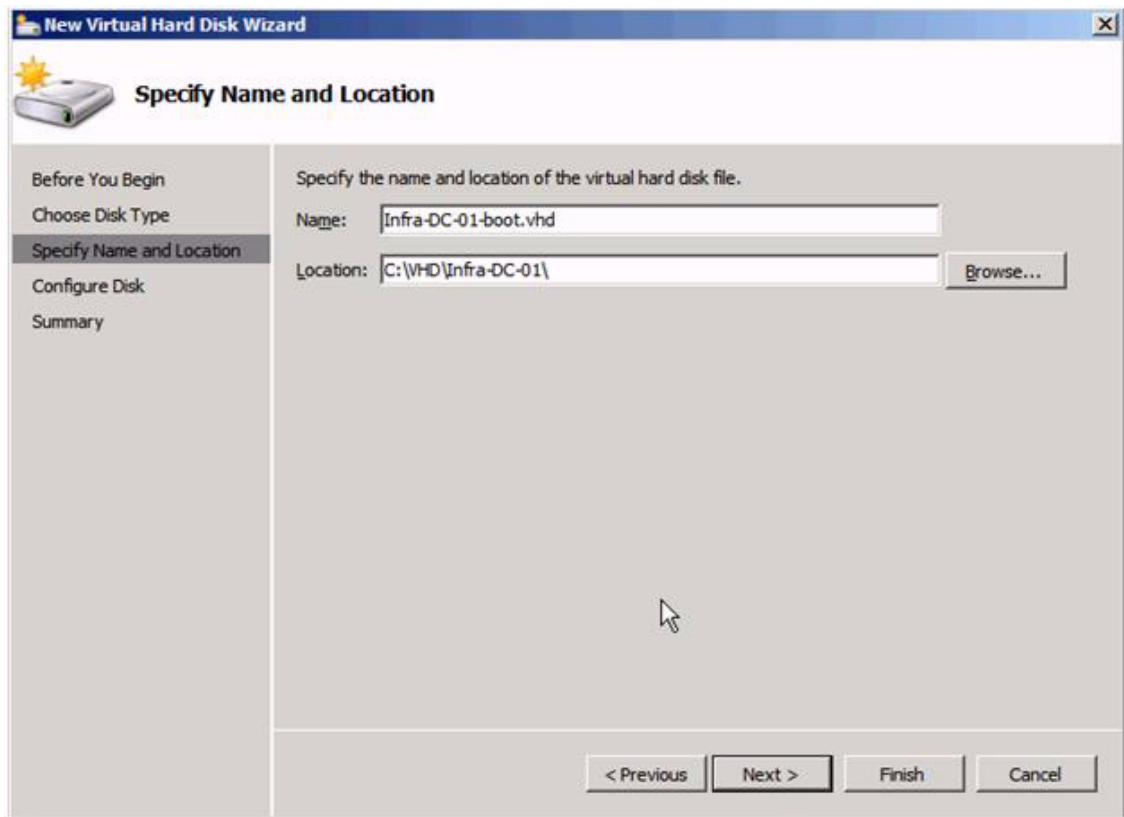 New Virtual Hard Disk Wizard
Specify Name and Location
Before You Begin
Choose Disk Type
Specify Name and Location
Configure Disk
Summary
Specify the name and location of the virtual hard disk file.
Name: Infra-DC-01-boot.vhd
Location: C:\VHD\Infra-DC-01\ Browse...
< Previous Next > Finish Cancel